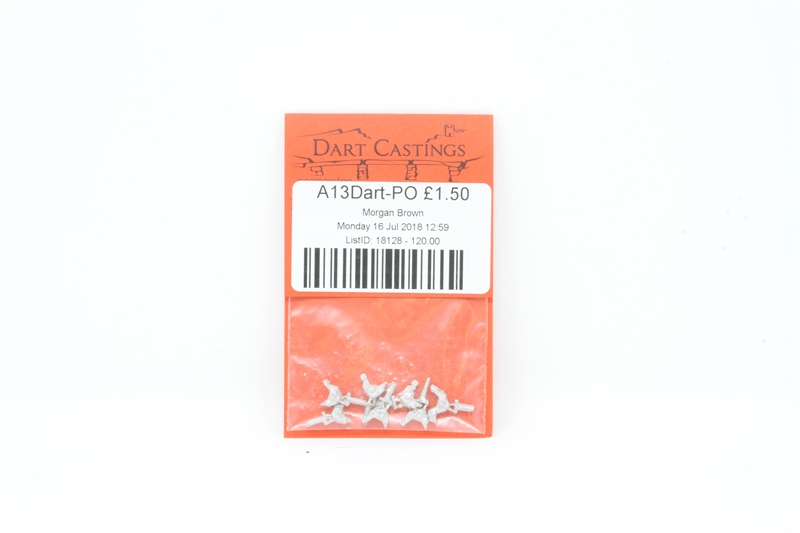 DART CASTINGS
A13Dart-PO £1.50
Morgan Brown
Monday 16 Jul 2018 12:59
ListID: 18128 - 120.00